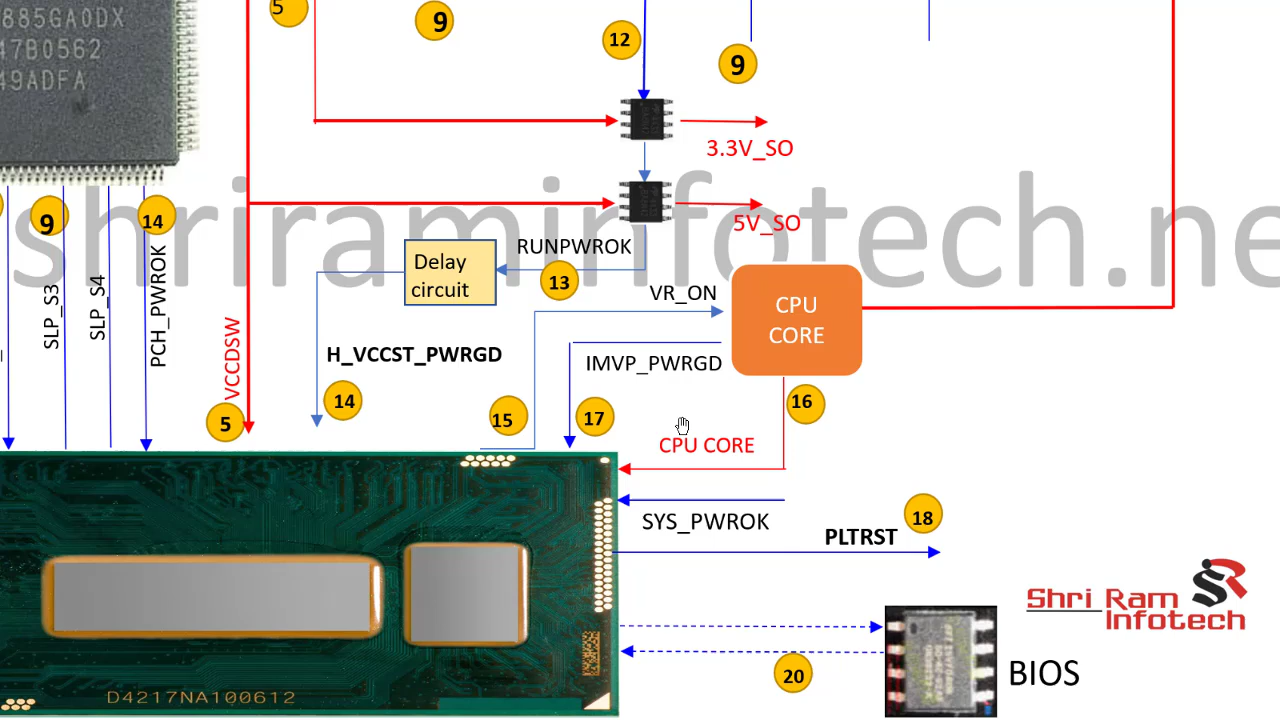 885GA0DX
47B0562
49ADFA
5
9
12
9
3.3V_SO
shriraminfotech.ne
9
14
5V_SO
RUNPWROK
Delay
circuit
13
VR_ON
CPU
CORE
SLP_S3
SLP_S4
PCH_PWROK
VCCDSW
H_VCCST_PWRGD
IMVP_PWRGD
5
14
15
17
16
CPU CORE
SYS_PWROK
18
PLTRST
Shri Ram
Infotech
20
BIOS
D4217NA100612